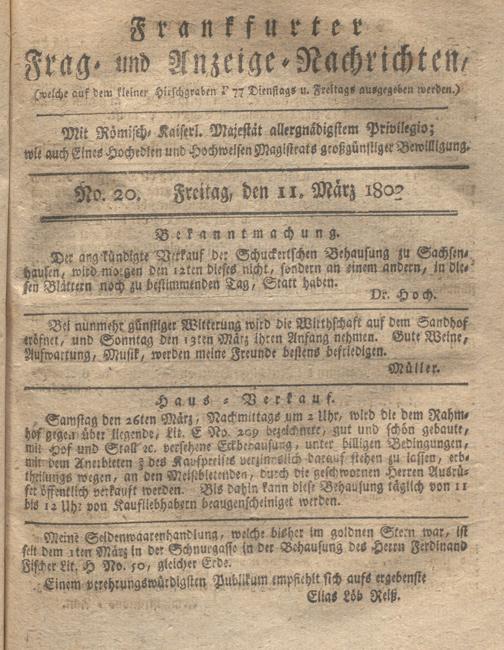 Frankfurter
Frag- und Anzeige-Nachrichten,
(welche auf dem kleiner Hirschgraben F 77 Dienstags u. Freitags ausgegeben werden.)
Mit Römisch-Kaiserl. Majestät allergnädigstem Privilegio;
wie auch Eines Hochedlen und Hochweisen Magistrats großgünstiger Bewilligung.
No. 20. Freitag, den 11. März
Bekanntmachung.
Der angekündigte Verkauf der Schuckertschen Behausung zu Sachsen-
hausen, wird morgen den 12ten dieses nicht, sondern an einem andern, in die-
sen Blättern noch zu bestimmenden Tag, Statt haben.
Dr. Hoch.
Bei nunmehr günstiger Witterung wird die Wirthschaft auf dem Sandhof
eröfnet, und Sonntag den 13ten März ihren Anfang nehmen. Gute Weine,
Aufwartung, Musik, werden meine Freunde bestens befriedigen.
Müller.
Haus-Verkauf.
Samstag den 26ten März, Nachmittags um 2 Uhr, wird die dem Rahm-
hof gegen über liegende, Lit. E No. 209 bezeichnete, gut und schön gebaute,
mit Hof und Stall ec. versehene Eckbehausung, unter billigen Bedingungen,
mit dem Anerbieten des Kaufpreises verzinnslich darauf stehen zu lassen, erb-
theilungs wegen, an den Meistbietenden, durch die geschwornen Herren Ausrü-
fer öffentlich verkauft werden. Bis dahin kann diese Behausung täglich von 11
bis 12 Uhr von Kaufliebhabern beaugenscheiniget werden.
Meine Seidenwaarenhandlung, welche bisher im goldnen Stern war, ist
seit dem 1ten März in der Schnurgasse in der Behausung des Herrn Ferdinand
Fischer Lit. H No. 50, gleicher Erde.
Einem verehrungswürdigsten Publikum empfiehlt sich aufs ergebenste
Elias Löb Reiß.